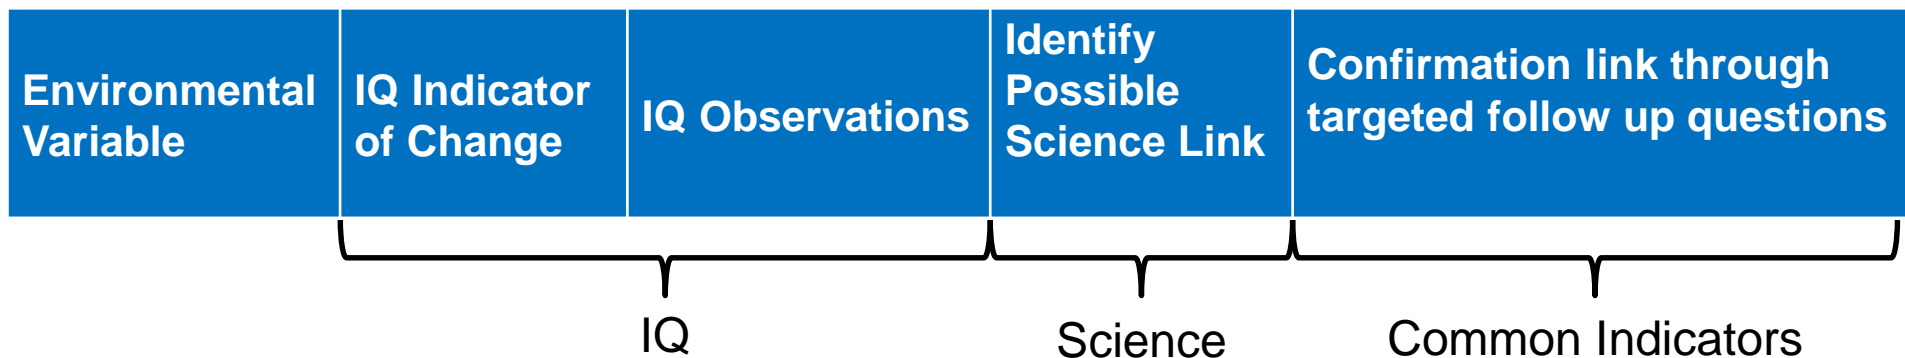 Environmental
Variable
IQ Indicator
of Change
IQ Observations
Identify
Possible
Science Link
Confirmation link through
targeted follow up questions
IQ
Science
Common Indicators